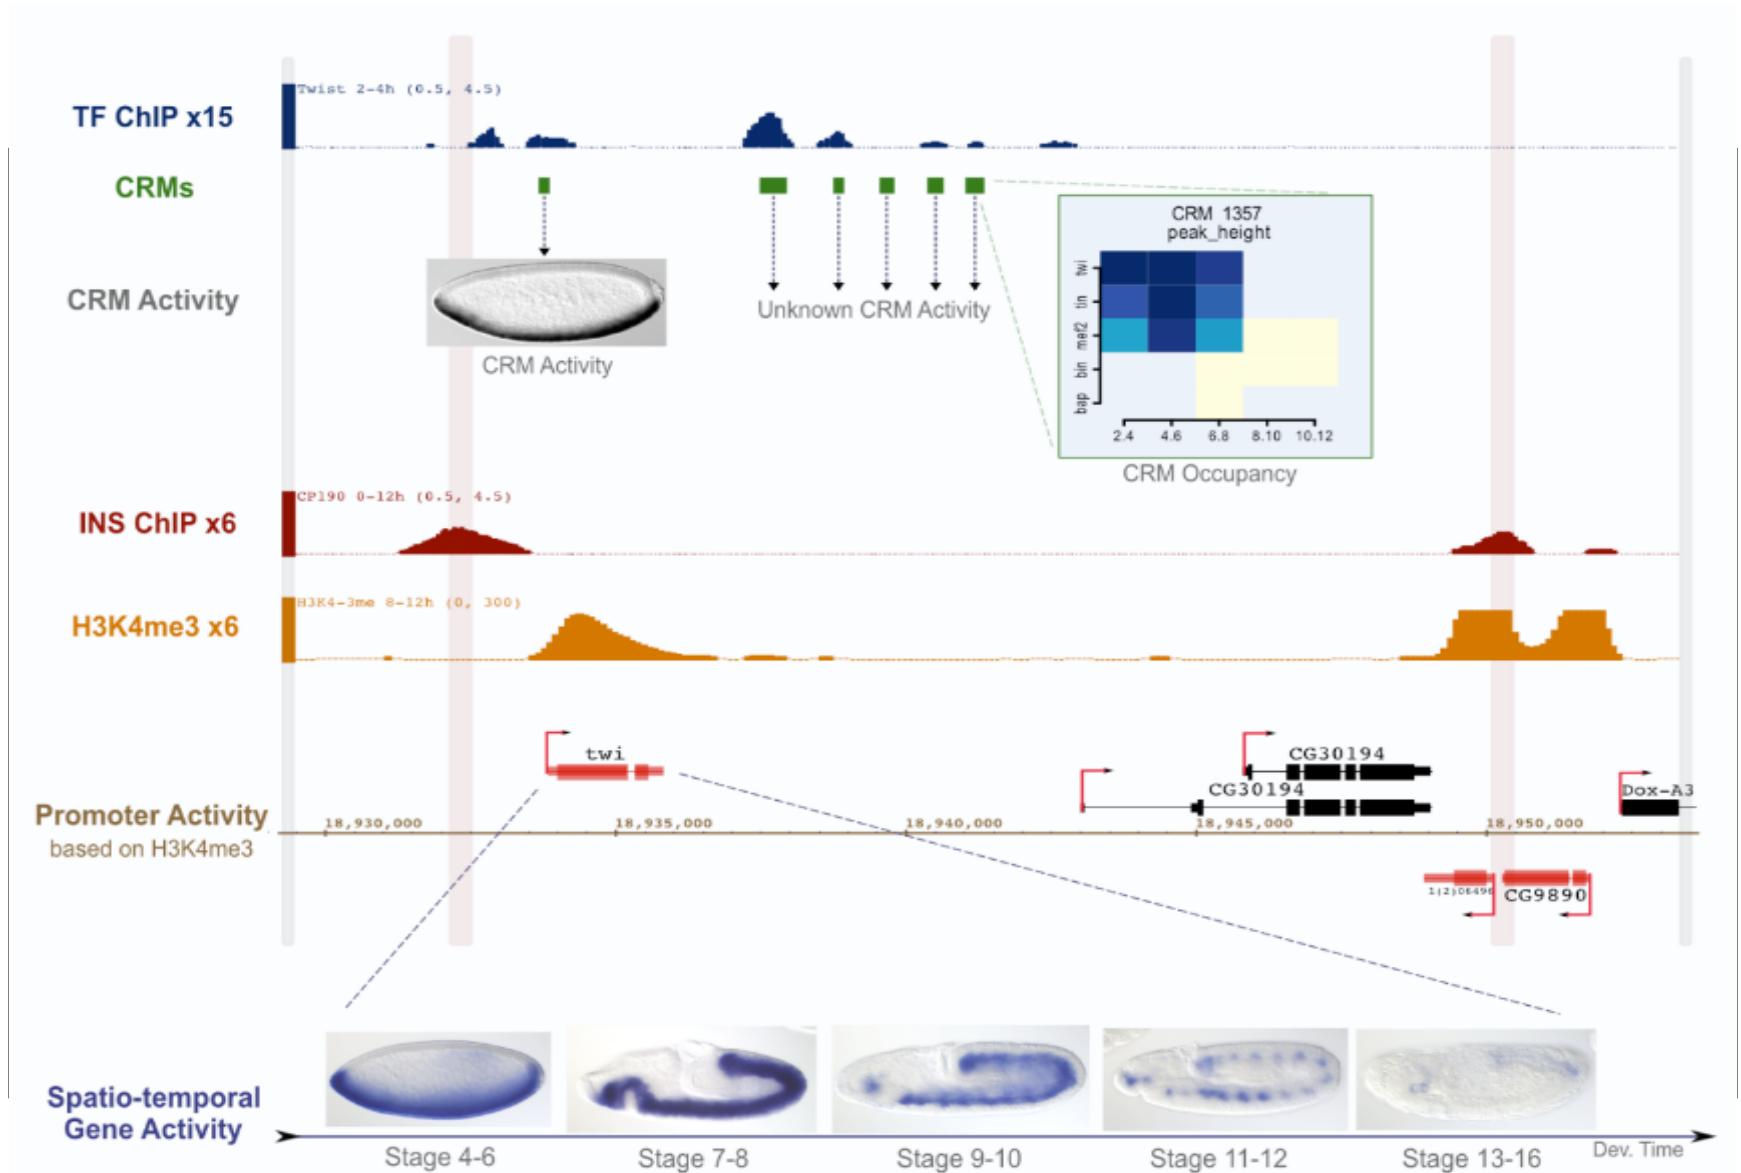 Twist 2-4h (0.5, 4.5)
TF ChIP x15
CRMs
CRM 1357
peak_height
twi
tin
mef2
bin
bap
2.4 4.6 6.8 8.10 10.12
CRM Activity
Unknown CRM Activity
CRM Activity
CRM Occupancy
CP190 0-12h (0.5, 4.5)
INS ChIP x6
H3K4-3me 8-12h (0, 300)
H3K4me3 x6
twi
CG30194
CG30194
Dox-A3
Promoter Activity
based on H3K4me3
18,930,000 18,935,000 18,940,000 18,945,000 18,950,000
l(2)06496
CG9890
Spatio-temporal
Gene Activity
Stage 4-6 Stage 7-8 Stage 9-10 Stage 11-12 Stage 13-16
Dev. Time